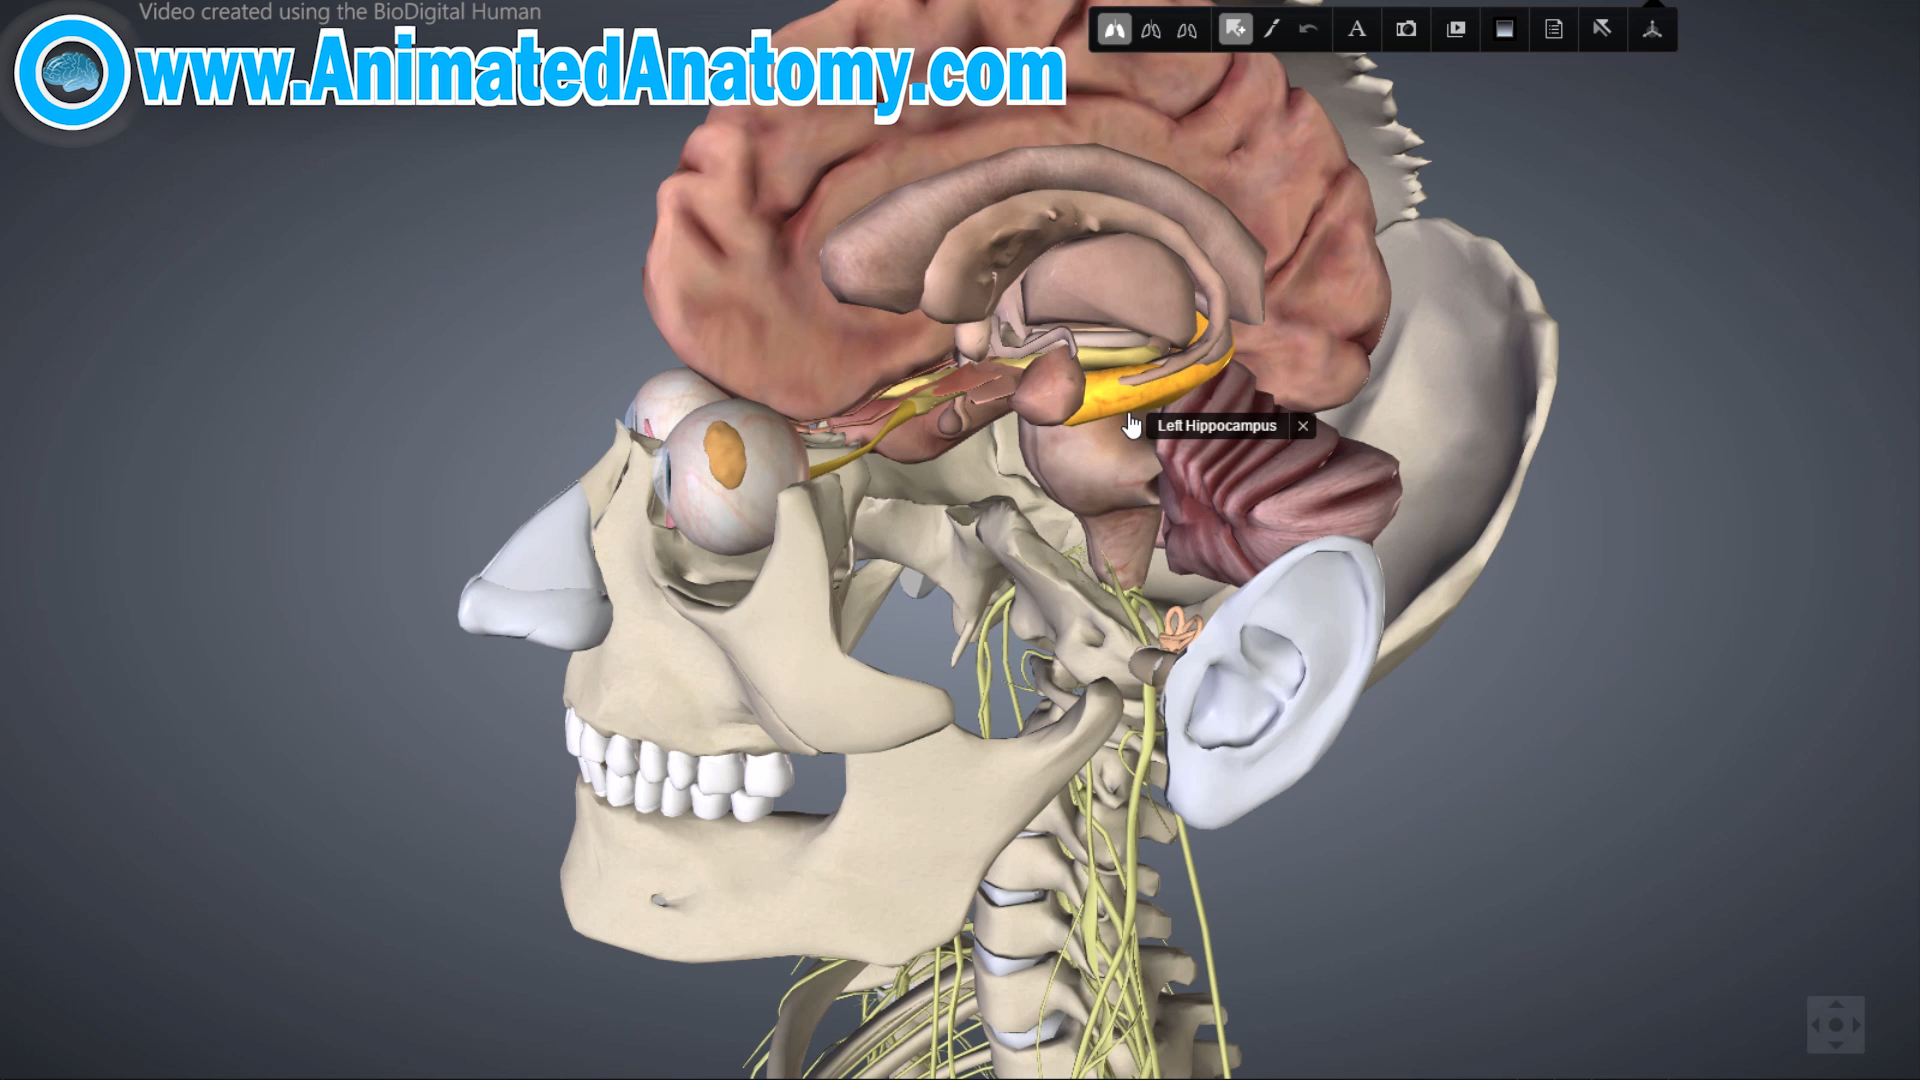 Video created using the BioDigital Human
www.AnimatedAnatomy.com
A
Left Hippocampus